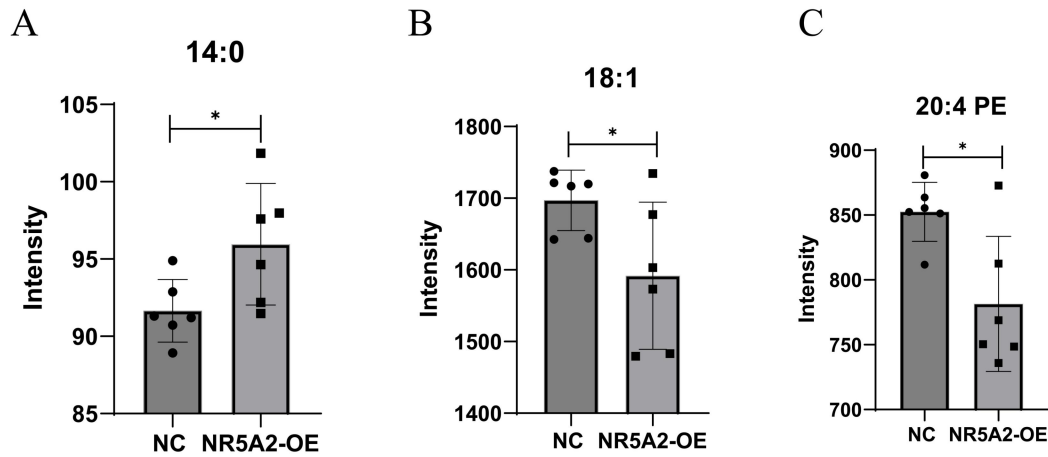 A
14:0
Intensity
105
100
95
90
85
*
NC NR5A2-OE
B
18:1
Intensity
1800
1700
1600
1500
1400
*
NC NR5A2-OE
C
20:4 PE
Intensity
900
850
800
750
700
*
NC NR5A2-OE